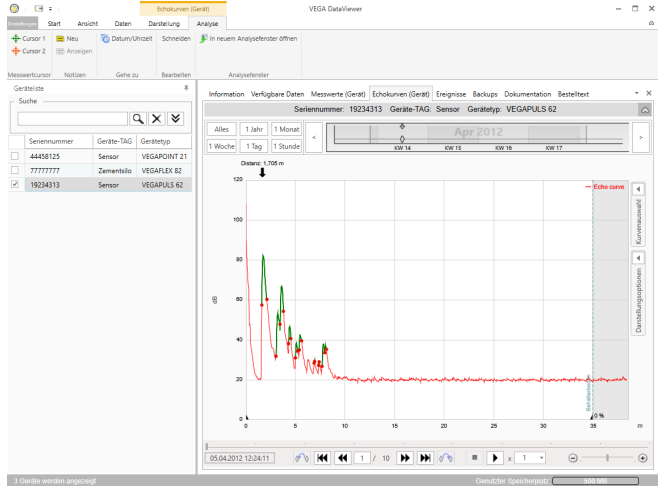 Echokurven (Gerät)
VEGA DataViewer
Einstellungen Start Ansicht Daten Darstellung Analyse
Cursor 1 Neu Datum/Uhrzeit Schneiden In neuem Analysefenster öffnen
Cursor 2 Anzeigen
Messwertcursor Notizen Gehe zu Bearbeiten Analysefenster
Geräteliste
Suche
Seriennummer Geräte-TAG Gerätetyp
44458125 Sensor VEGAPOINT 21
77777777 Zementsilo VEGAFLEX 82
19234313 Sensor VEGAPULS 62
Information Verfügbare Daten Messwerte (Gerät) Echokurven (Gerät) Ereignisse Backups Dokumentation Bestelltext
Seriennummer: 19234313 Geräte-TAG: Sensor Gerätetyp: VEGAPULS 62
Alles 1 Jahr 1 Monat
1 Woche 1 Tag 1 Stunde
< Apr 2012 >
KW 14 KW 15 KW 16 KW 17
Distanz: 1,705 m
Echo curve
120
100
80
60
40
20
0
dB
0 5 10 15 20 25 30 35 m
0 %
Behälterhöhe
Kurvenauswahl
Darstellungsoptionen
05.04.2012 12:24:11 1 / 10 x 1
3 Geräte werden angezeigt
Genutzter Speicherplatz: 500 MB